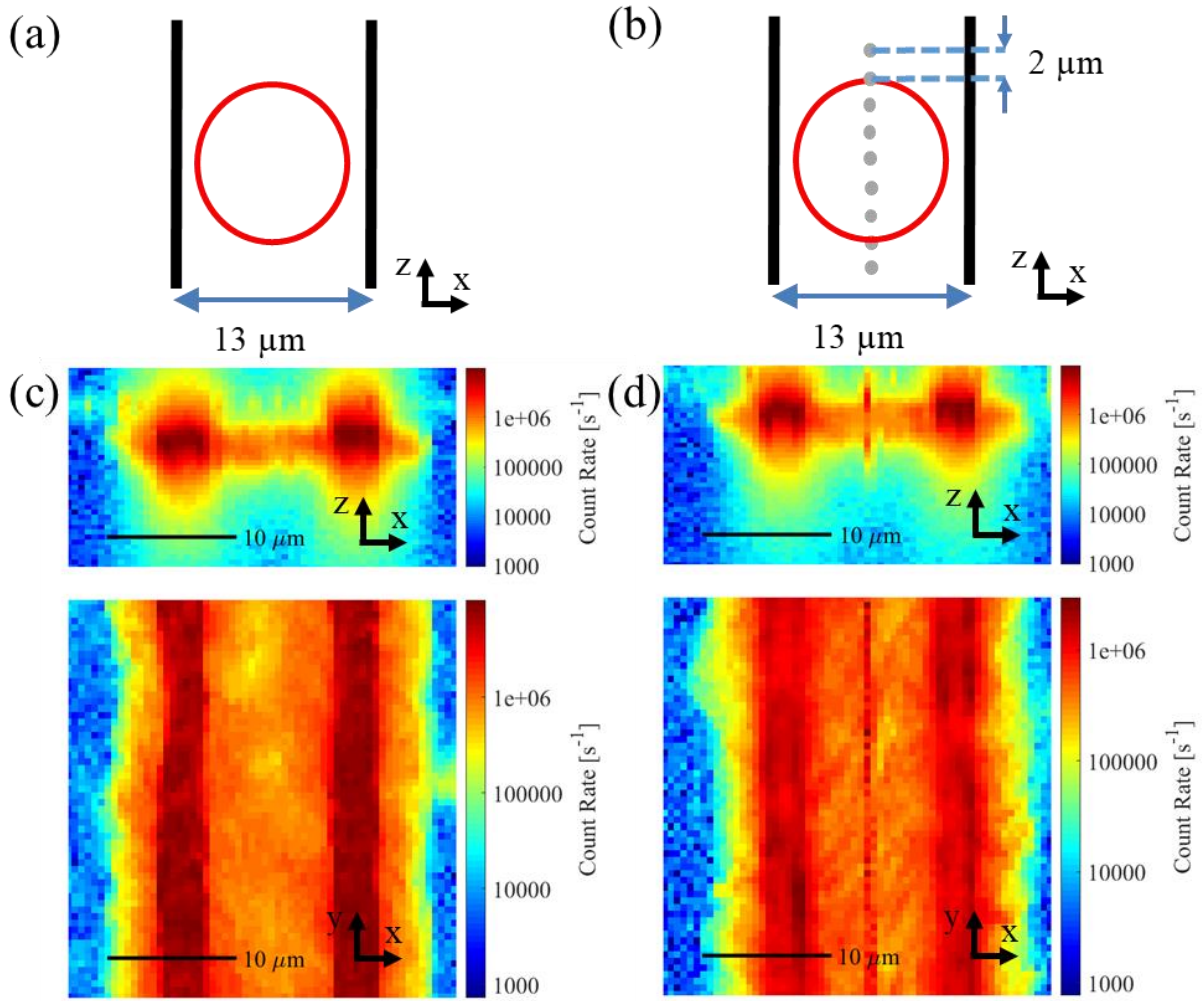 (a)
z
x
13 μm
(b)
2 μm
z
x
13 μm
(c)
z
x
10 μm
1e+06
100000
10000
1000
Count Rate [s⁻¹]
y
x
10 μm
1e+06
100000
10000
1000
Count Rate [s⁻¹]
(d)
z
x
10 μm
1e+06
100000
10000
1000
Count Rate [s⁻¹]
y
x
10 μm
1e+06
100000
10000
1000
Count Rate [s⁻¹]